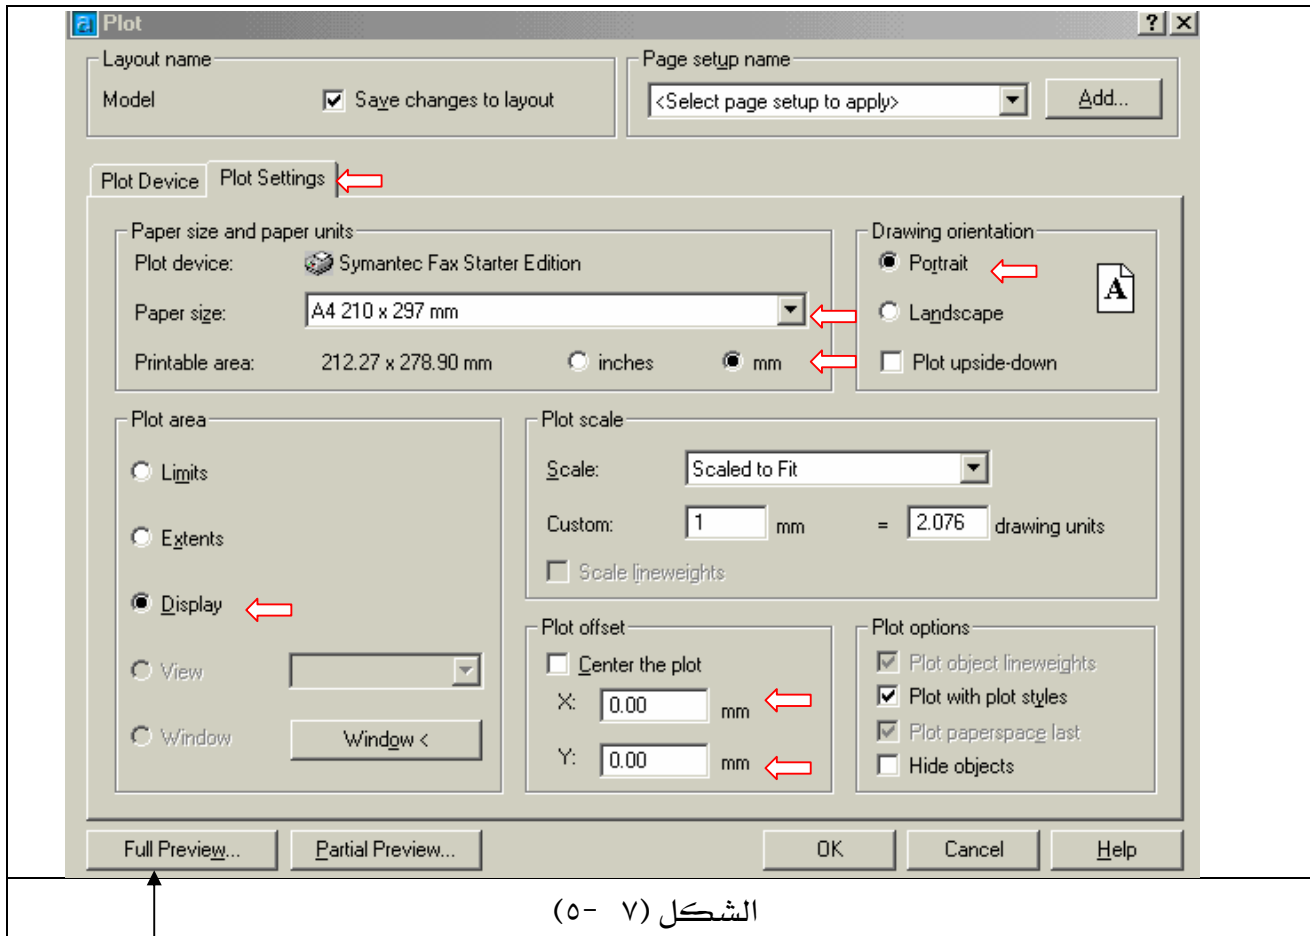 Plot
Layout name
Model
Save changes to layout
Page setup name
<Select page setup to apply>
Add...
Plot Device
Plot Settings
Paper size and paper units
Plot device:
Symantec Fax Starter Edition
Paper size:
A4 210 x 297 mm
Printable area:
212.27 x 278.90 mm
inches
mm
Drawing orientation
Portrait
A
Landscape
Plot upside-down
Plot area
Limits
Extents
Display
View
Window
Window <
Plot scale
Scale:
Scaled to Fit
Custom:
1
mm
=
2.076
drawing units
Scale lineweights
Plot offset
Center the plot
X:
0.00
mm
Y:
0.00
mm
Plot options
Plot object lineweights
Plot with plot styles
Plot paperspace last
Hide objects
Full Preview...
Partial Preview...
OK
Cancel
Help
الشكل (٧ -٥)